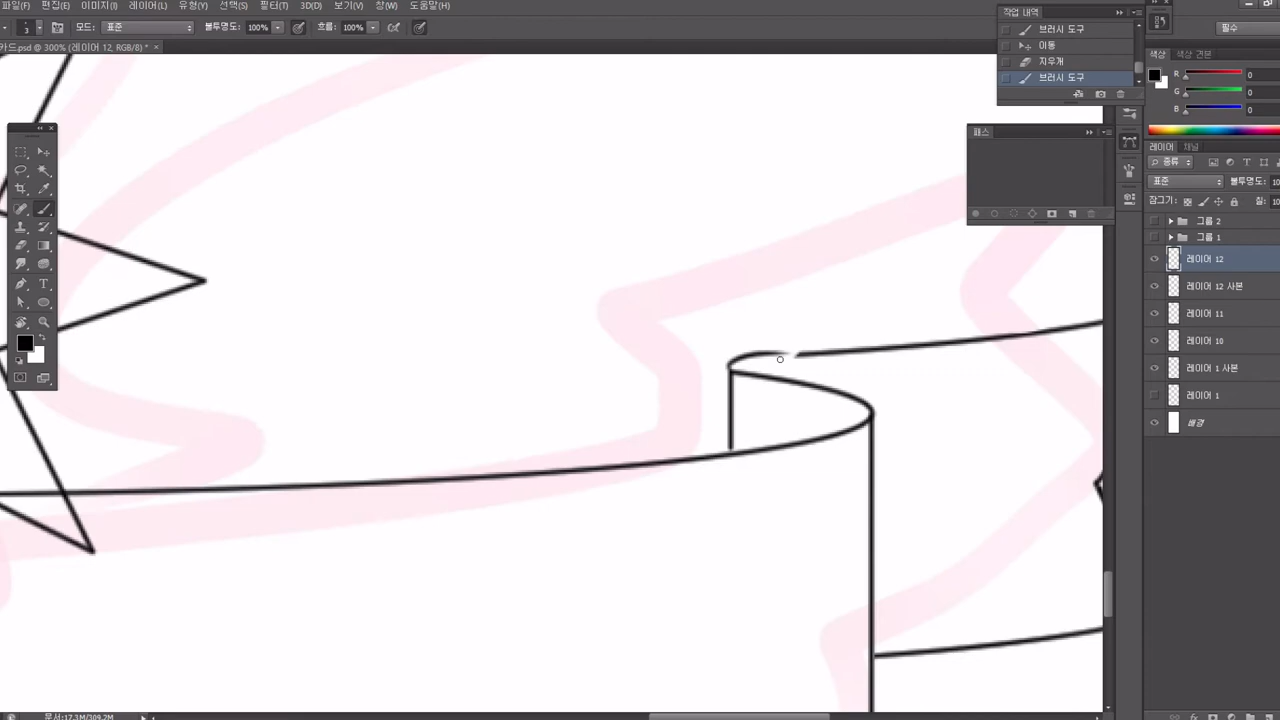 파일(F) 편집(E) 이미지(I) 레이어(L) 유형(Y) 선택(S) 필터(T) 3D(D) 보기(V) 창(W) 도움말(H)
3 모드: 표준 불투명도: 100% 흐름: 100% 필수
카드.psd @ 300% (레이어 12, RGB/8) *
작업 내역
브러시 도구
이동
지우개
브러시 도구
패스
색상 색상 견본
R 0
G 0
B 0
레이어 채널
종류 T
표준 불투명도: 10
잠그기: 칠: 10
그룹 2
그룹 1
레이어 12
레이어 12 사본
레이어 11
레이어 10
레이어 1 사본
레이어 1
배경
문서:17.3M/309.2M